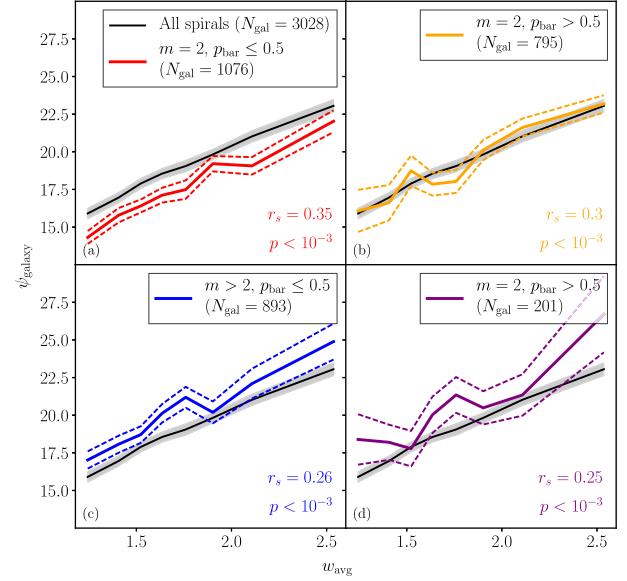 All spirals (N_gal = 3028)
m = 2, p_bar ≤ 0.5
(N_gal = 1076)
m = 2, p_bar > 0.5
(N_gal = 795)
25.0
22.5
20.0
17.5
15.0
r_s = 0.35
p < 10⁻³
(a)
r_s = 0.3
p < 10⁻³
(b)
ψ_galaxy
m > 2, p_bar ≤ 0.5
(N_gal = 893)
m = 2, p_bar > 0.5
(N_gal = 201)
25.0
22.5
20.0
17.5
15.0
r_s = 0.26
p < 10⁻³
(c)
r_s = 0.25
p < 10⁻³
(d)
1.5 2.0 2.5 1.5 2.0 2.5
w_avg